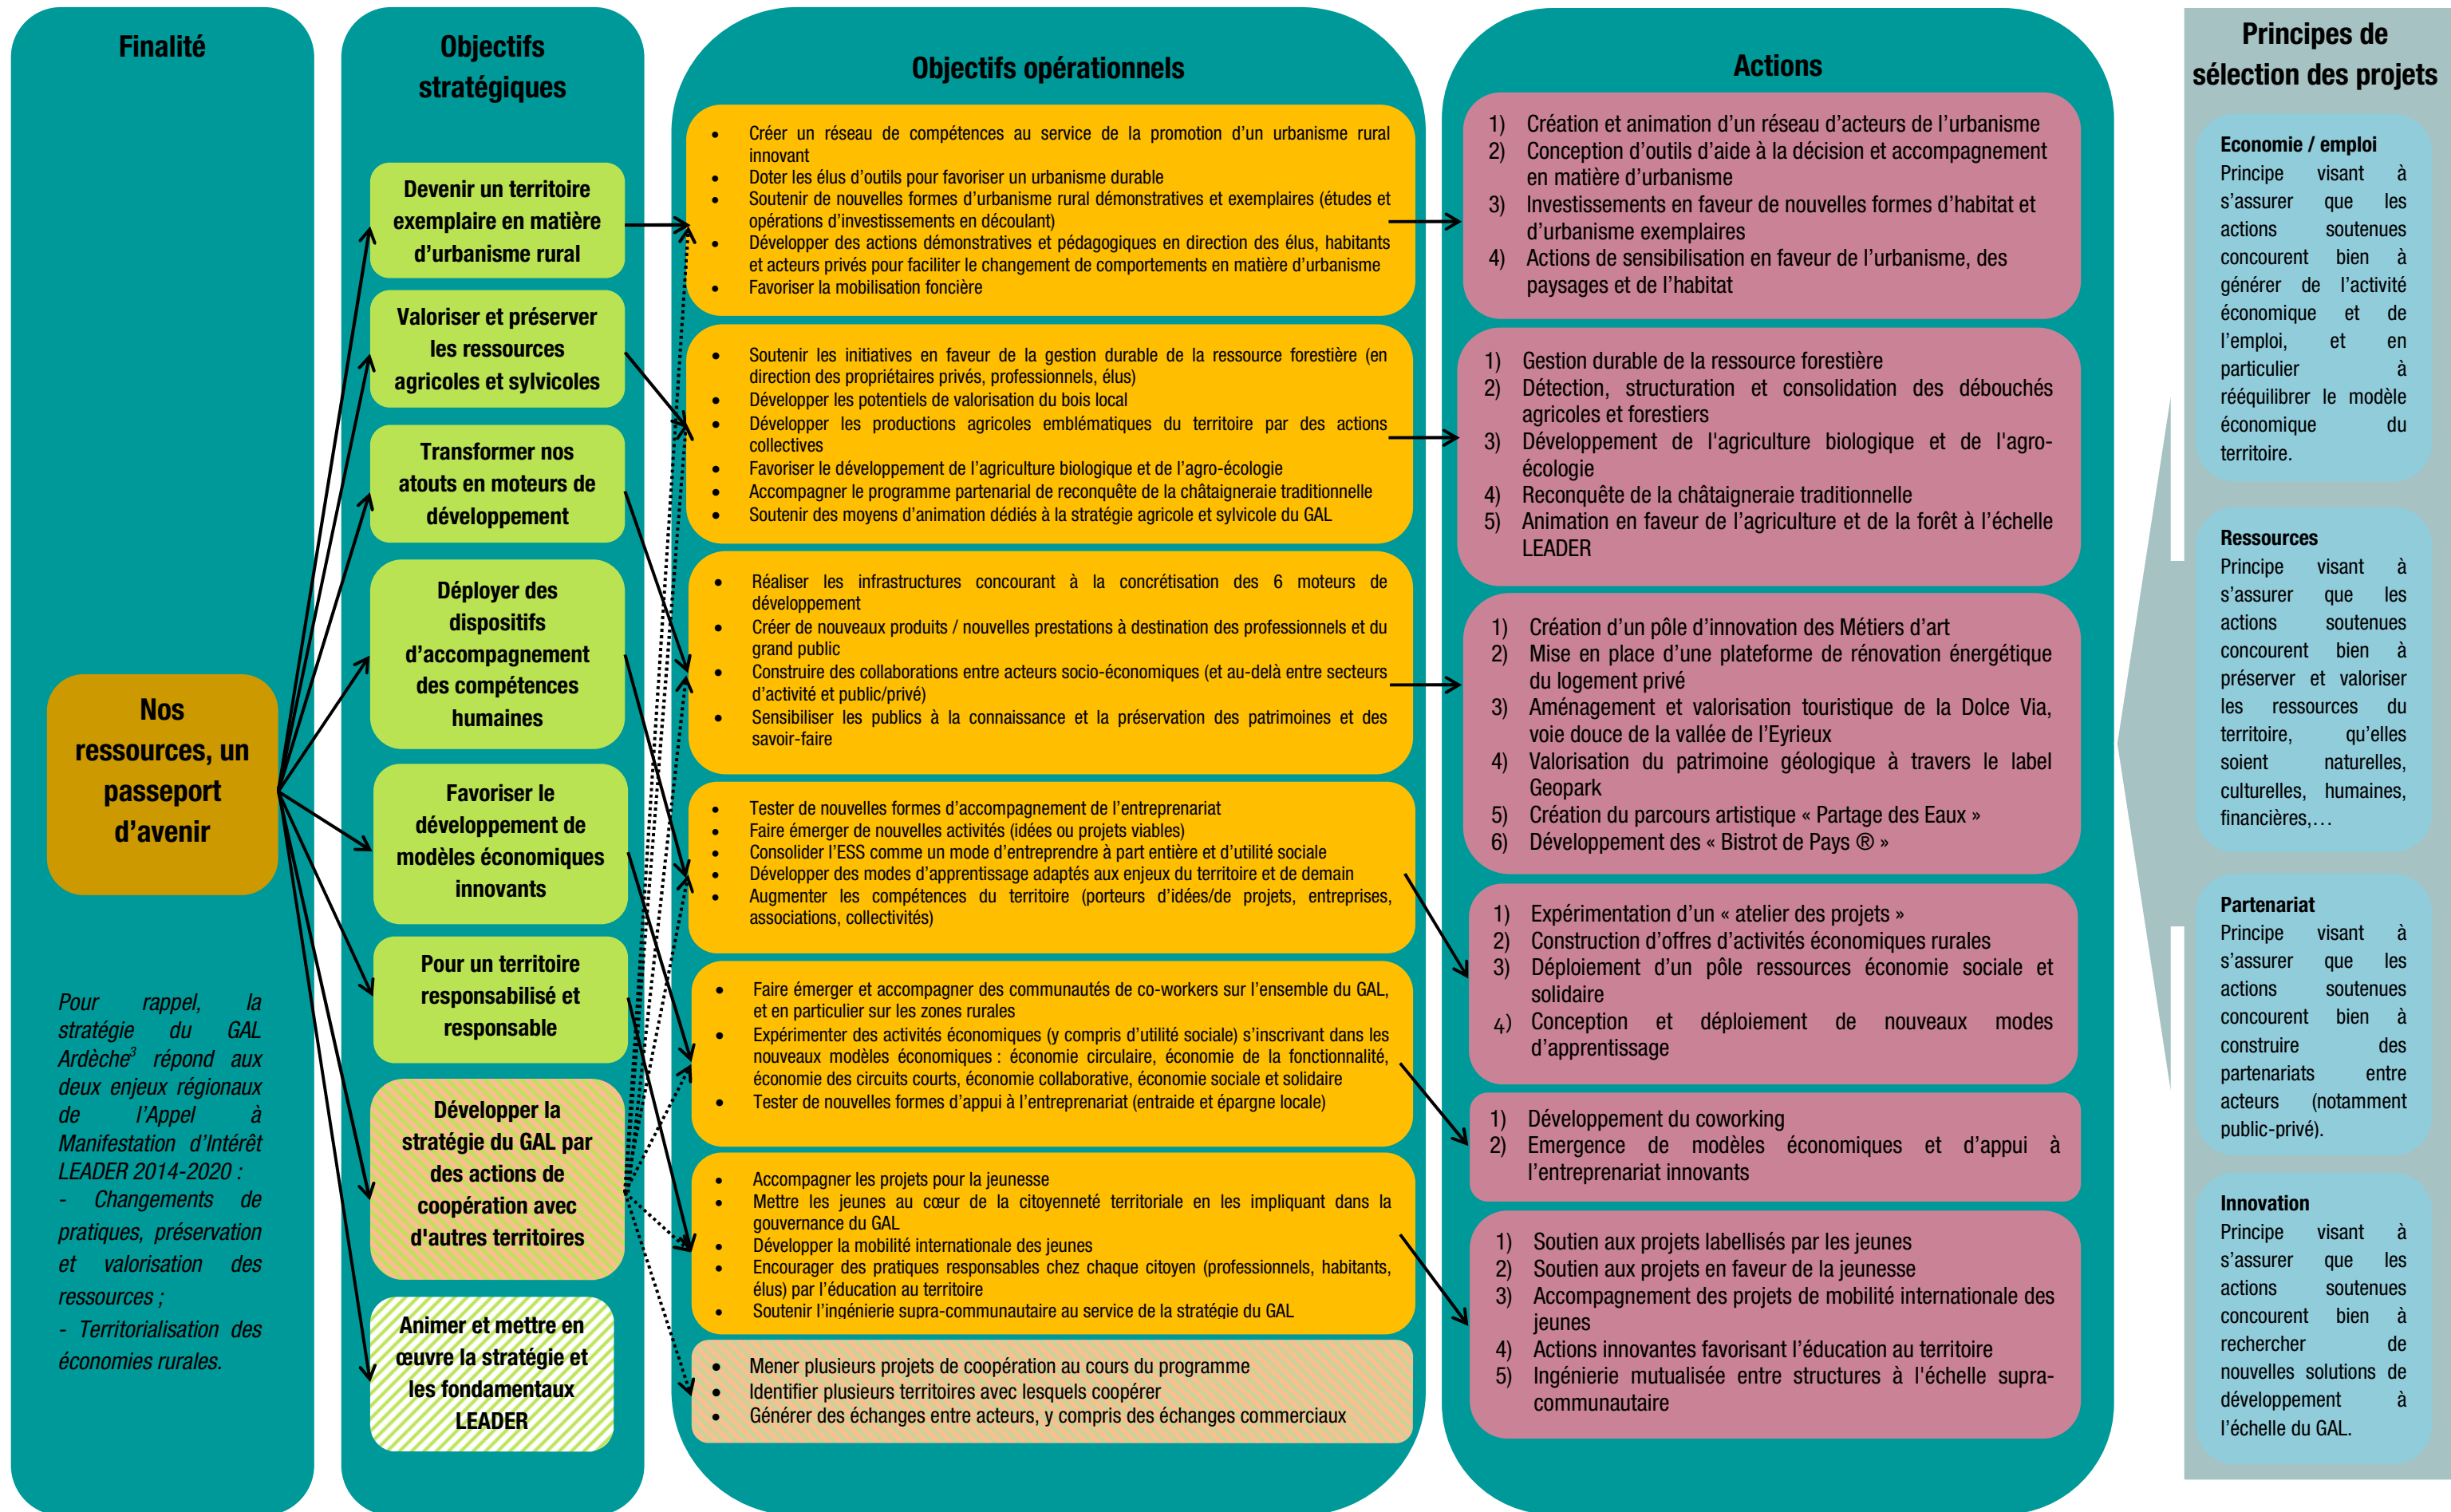 Finalité
Nos
ressources, un
passeport
d’avenir
Pour rappel, la
stratégie du GAL
Ardèche³ répond aux
deux enjeux régionaux
de l’Appel à
Manifestation d’Intérêt
LEADER 2014-2020 :
- Changements de
pratiques, préservation
et valorisation des
ressources ;
- Territorialisation des
économies rurales.
Objectifs
stratégiques
Devenir un territoire
exemplaire en matière
d’urbanisme rural
Valoriser et préserver
les ressources
agricoles et sylvicoles
Transformer nos
atouts en moteurs de
développement
Déployer des
dispositifs
d’accompagnement
des compétences
humaines
Favoriser le
développement de
modèles économiques
innovants
Pour un territoire
responsabilisé et
responsable
Développer la
stratégie du GAL par
des actions de
coopération avec
d'autres territoires
Animer et mettre en
œuvre la stratégie et
les fondamentaux
LEADER
Objectifs opérationnels
• Créer un réseau de compétences au service de la promotion d’un urbanisme rural
innovant
• Doter les élus d’outils pour favoriser un urbanisme durable
• Soutenir de nouvelles formes d’urbanisme rural démonstratives et exemplaires (études et
opérations d’investissements en découlant)
• Développer des actions démonstratives et pédagogiques en direction des élus, habitants
et acteurs privés pour faciliter le changement de comportements en matière d’urbanisme
• Favoriser la mobilisation foncière
• Soutenir les initiatives en faveur de la gestion durable de la ressource forestière (en
direction des propriétaires privés, professionnels, élus)
• Développer les potentiels de valorisation du bois local
• Développer les productions agricoles emblématiques du territoire par des actions
collectives
• Favoriser le développement de l’agriculture biologique et de l’agro-écologie
• Accompagner le programme partenarial de reconquête de la châtaigneraie traditionnelle
• Soutenir des moyens d’animation dédiés à la stratégie agricole et sylvicole du GAL
• Réaliser les infrastructures concourant à la concrétisation des 6 moteurs de
développement
• Créer de nouveaux produits / nouvelles prestations à destination des professionnels et du
grand public
• Construire des collaborations entre acteurs socio-économiques (et au-delà entre secteurs
d’activité et public/privé)
• Sensibiliser les publics à la connaissance et la préservation des patrimoines et des
savoir-faire
• Tester de nouvelles formes d’accompagnement de l’entreprenariat
• Faire émerger de nouvelles activités (idées ou projets viables)
• Consolider l’ESS comme un mode d’entreprendre à part entière et d’utilité sociale
• Développer des modes d’apprentissage adaptés aux enjeux du territoire et de demain
• Augmenter les compétences du territoire (porteurs d’idées/de projets, entreprises,
associations, collectivités)
• Faire émerger et accompagner des communautés de co-workers sur l’ensemble du GAL,
et en particulier sur les zones rurales
• Expérimenter des activités économiques (y compris d’utilité sociale) s’inscrivant dans les
nouveaux modèles économiques : économie circulaire, économie de la fonctionnalité,
économie des circuits courts, économie collaborative, économie sociale et solidaire
• Tester de nouvelles formes d’appui à l’entreprenariat (entraide et épargne locale)
• Accompagner les projets pour la jeunesse
• Mettre les jeunes au cœur de la citoyenneté territoriale en les impliquant dans la
gouvernance du GAL
• Développer la mobilité internationale des jeunes
• Encourager des pratiques responsables chez chaque citoyen (professionnels, habitants,
élus) par l’éducation au territoire
• Soutenir l’ingénierie supra-communautaire au service de la stratégie du GAL
• Mener plusieurs projets de coopération au cours du programme
• Identifier plusieurs territoires avec lesquels coopérer
• Générer des échanges entre acteurs, y compris des échanges commerciaux
Actions
1) Création et animation d’un réseau d’acteurs de l’urbanisme
2) Conception d’outils d’aide à la décision et accompagnement
en matière d’urbanisme
3) Investissements en faveur de nouvelles formes d’habitat et
d’urbanisme exemplaires
4) Actions de sensibilisation en faveur de l’urbanisme, des
paysages et de l’habitat
1) Gestion durable de la ressource forestière
2) Détection, structuration et consolidation des débouchés
agricoles et forestiers
3) Développement de l'agriculture biologique et de l'agro-
écologie
4) Reconquête de la châtaigneraie traditionnelle
5) Animation en faveur de l’agriculture et de la forêt à l’échelle
LEADER
1) Création d’un pôle d’innovation des Métiers d’art
2) Mise en place d’une plateforme de rénovation énergétique
du logement privé
3) Aménagement et valorisation touristique de la Dolce Via,
voie douce de la vallée de l’Eyrieux
4) Valorisation du patrimoine géologique à travers le label
Geopark
5) Création du parcours artistique « Partage des Eaux »
6) Développement des « Bistrot de Pays ® »
1) Expérimentation d’un « atelier des projets »
2) Construction d’offres d’activités économiques rurales
3) Déploiement d’un pôle ressources économie sociale et
solidaire
4) Conception et déploiement de nouveaux modes
d’apprentissage
1) Développement du coworking
2) Emergence de modèles économiques et d’appui à
l’entreprenariat innovants
1) Soutien aux projets labellisés par les jeunes
2) Soutien aux projets en faveur de la jeunesse
3) Accompagnement des projets de mobilité internationale des
jeunes
4) Actions innovantes favorisant l’éducation au territoire
5) Ingénierie mutualisée entre structures à l'échelle supra-
communautaire
Principes de
sélection des projets
Economie / emploi
Principe visant à
s’assurer que les
actions soutenues
concourent bien à
générer de l’activité
économique et de
l’emploi, et en
particulier à
rééquilibrer le modèle
économique du
territoire.
Ressources
Principe visant à
s’assurer que les
actions soutenues
concourent bien à
préserver et valoriser
les ressources du
territoire, qu’elles
soient naturelles,
culturelles, humaines,
financières,…
Partenariat
Principe visant à
s’assurer que les
actions soutenues
concourent bien à
construire des
partenariats entre
acteurs (notamment
public-privé).
Innovation
Principe visant à
s’assurer que les
actions soutenues
concourent bien à
rechercher de
nouvelles solutions de
développement à
l’échelle du GAL.